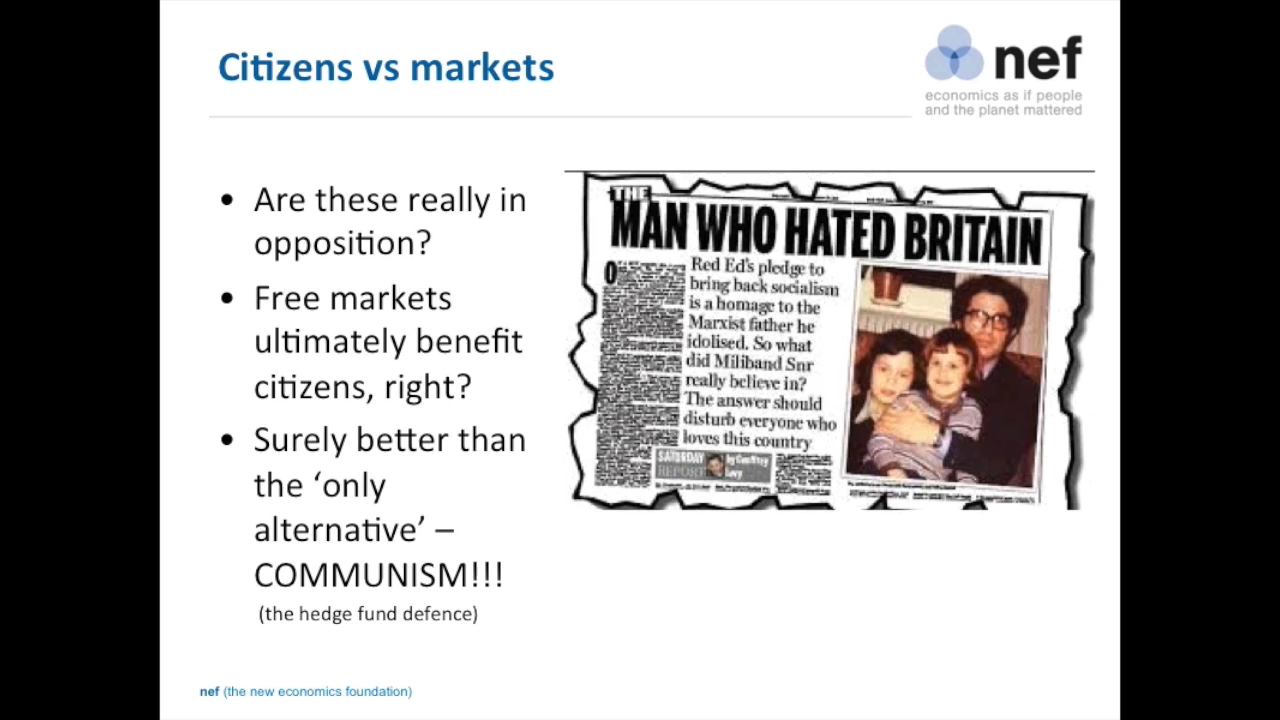 Citizens vs markets
nef
economics as if people
and the planet mattered
• Are these really in
opposition?
• Free markets
ultimately benefit
citizens, right?
• Surely better than
the ‘only
alternative’ –
COMMUNISM!!!
(the hedge fund defence)
THE
MAN WHO HATED BRITAIN
Red Ed's pledge to
bring back socialism
is a homage to the
Marxist father he
idolised. So what
did Miliband Snr
really believe in?
The answer should
disturb everyone who
loves this country
SATURDAY
REPORT
by Geoffrey
Levy
nef (the new economics foundation)